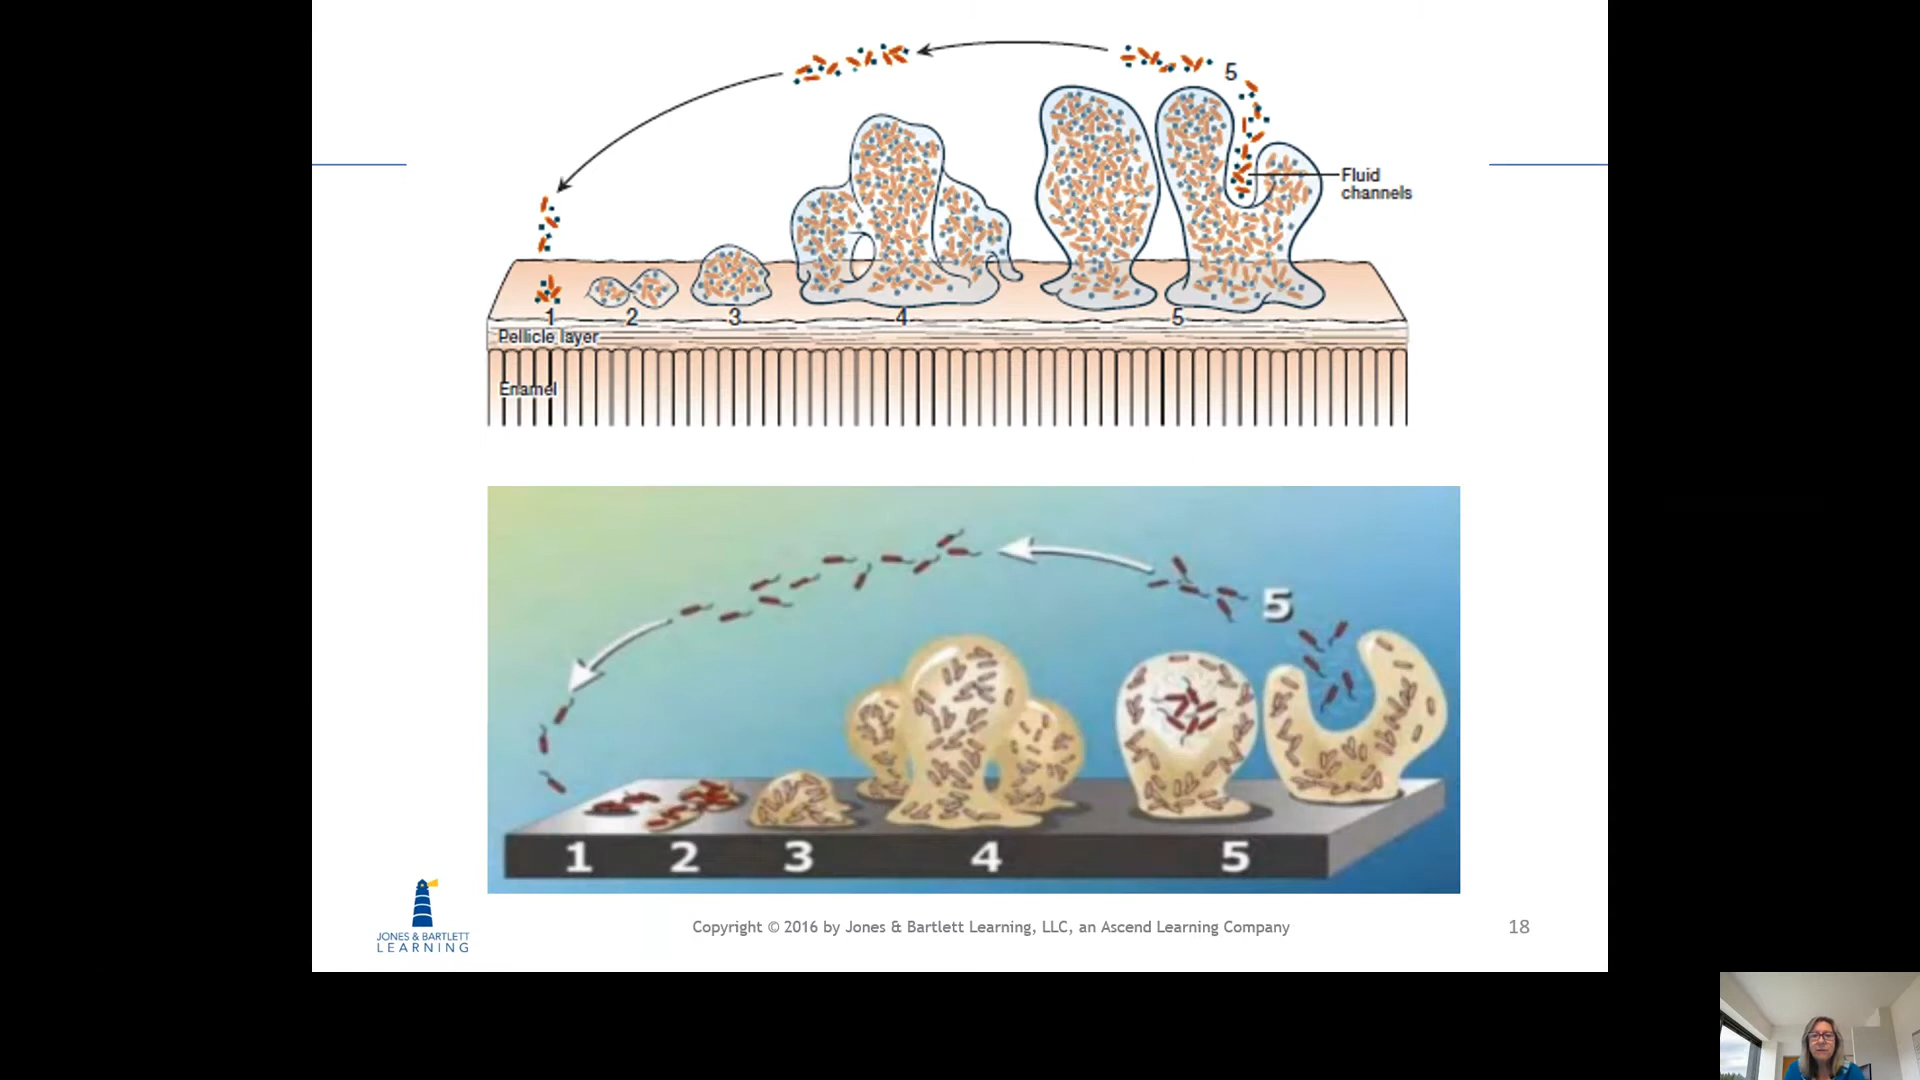 5
Fluid
channels
1 2 3 4 5
Pellicle layer
Enamel
5
1 2 3 4 5
JONES & BARTLETT
LEARNING
Copyright © 2016 by Jones & Bartlett Learning, LLC, an Ascend Learning Company
18